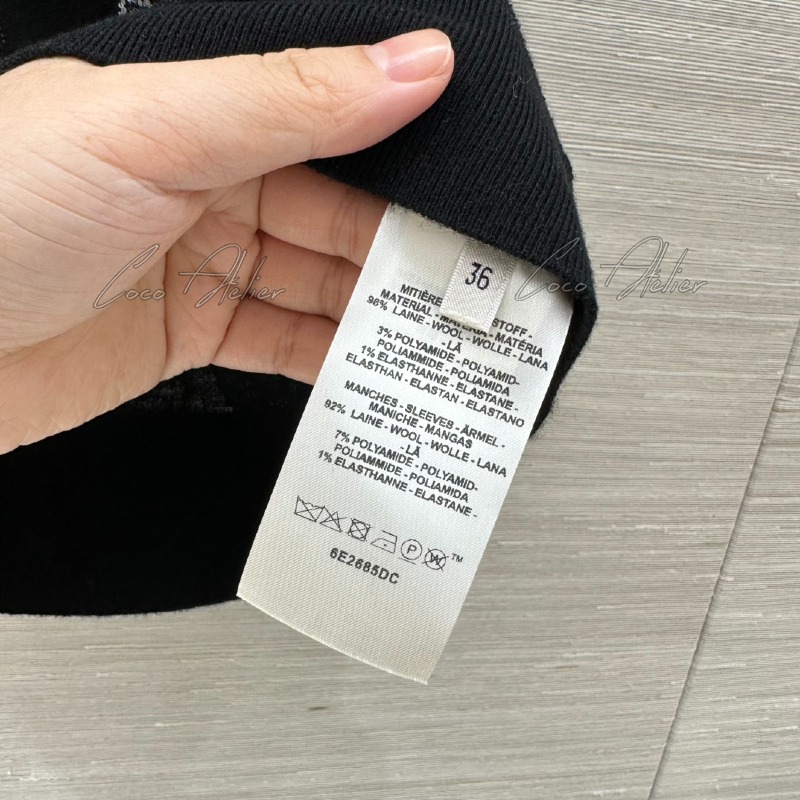 36
MITIÈRE STOFF-
MATERIAL-MATERIA-MATÉRIA
96% LAINE-WOOL-WOLLE-LANA
-LÃ
3% POLYAMIDE-POLYAMID-
POLIAMMIDE-POLIAMIDA
1% ELASTHANNE-ELASTANE-
ELASTHAN-ELASTAN-ELASTANO
MANCHES-SLEEVES-ÄRMEL-
MANICHE-MANGAS
92% LAINE-WOOL-WOLLE-LANA
-LÃ
7% POLYAMIDE-POLYAMID-
POLIAMMIDE-POLIAMIDA
1% ELASTHANNE-ELASTANE-
P W ™
6E2685DC
Coco Atelier
Coco Atelier